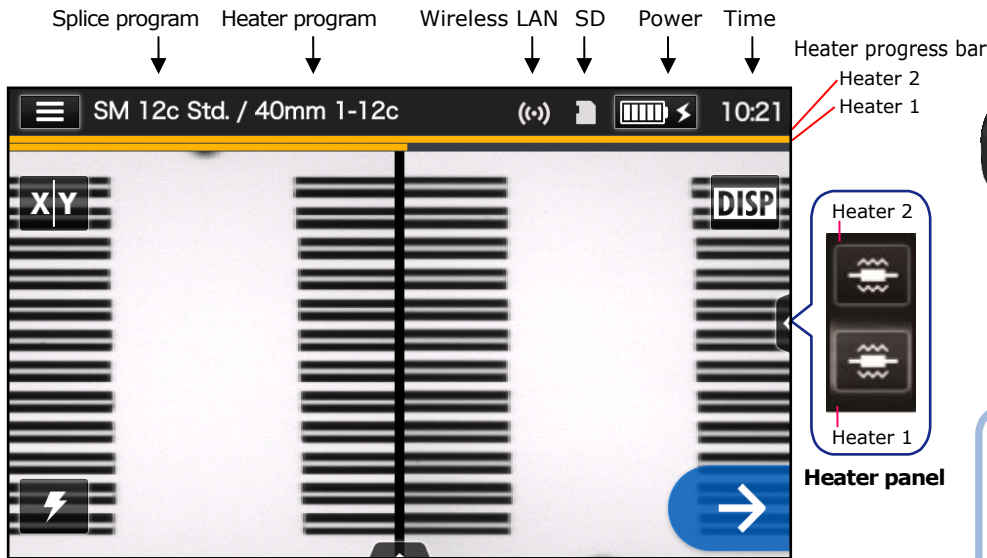 Splice program Heater program Wireless LAN SD Power Time
Heater progress bar
Heater 2
Heater 1
SM 12c Std. / 40mm 1-12c 10:21
X|Y
DISP
Heater 2
Heater 1
Heater panel